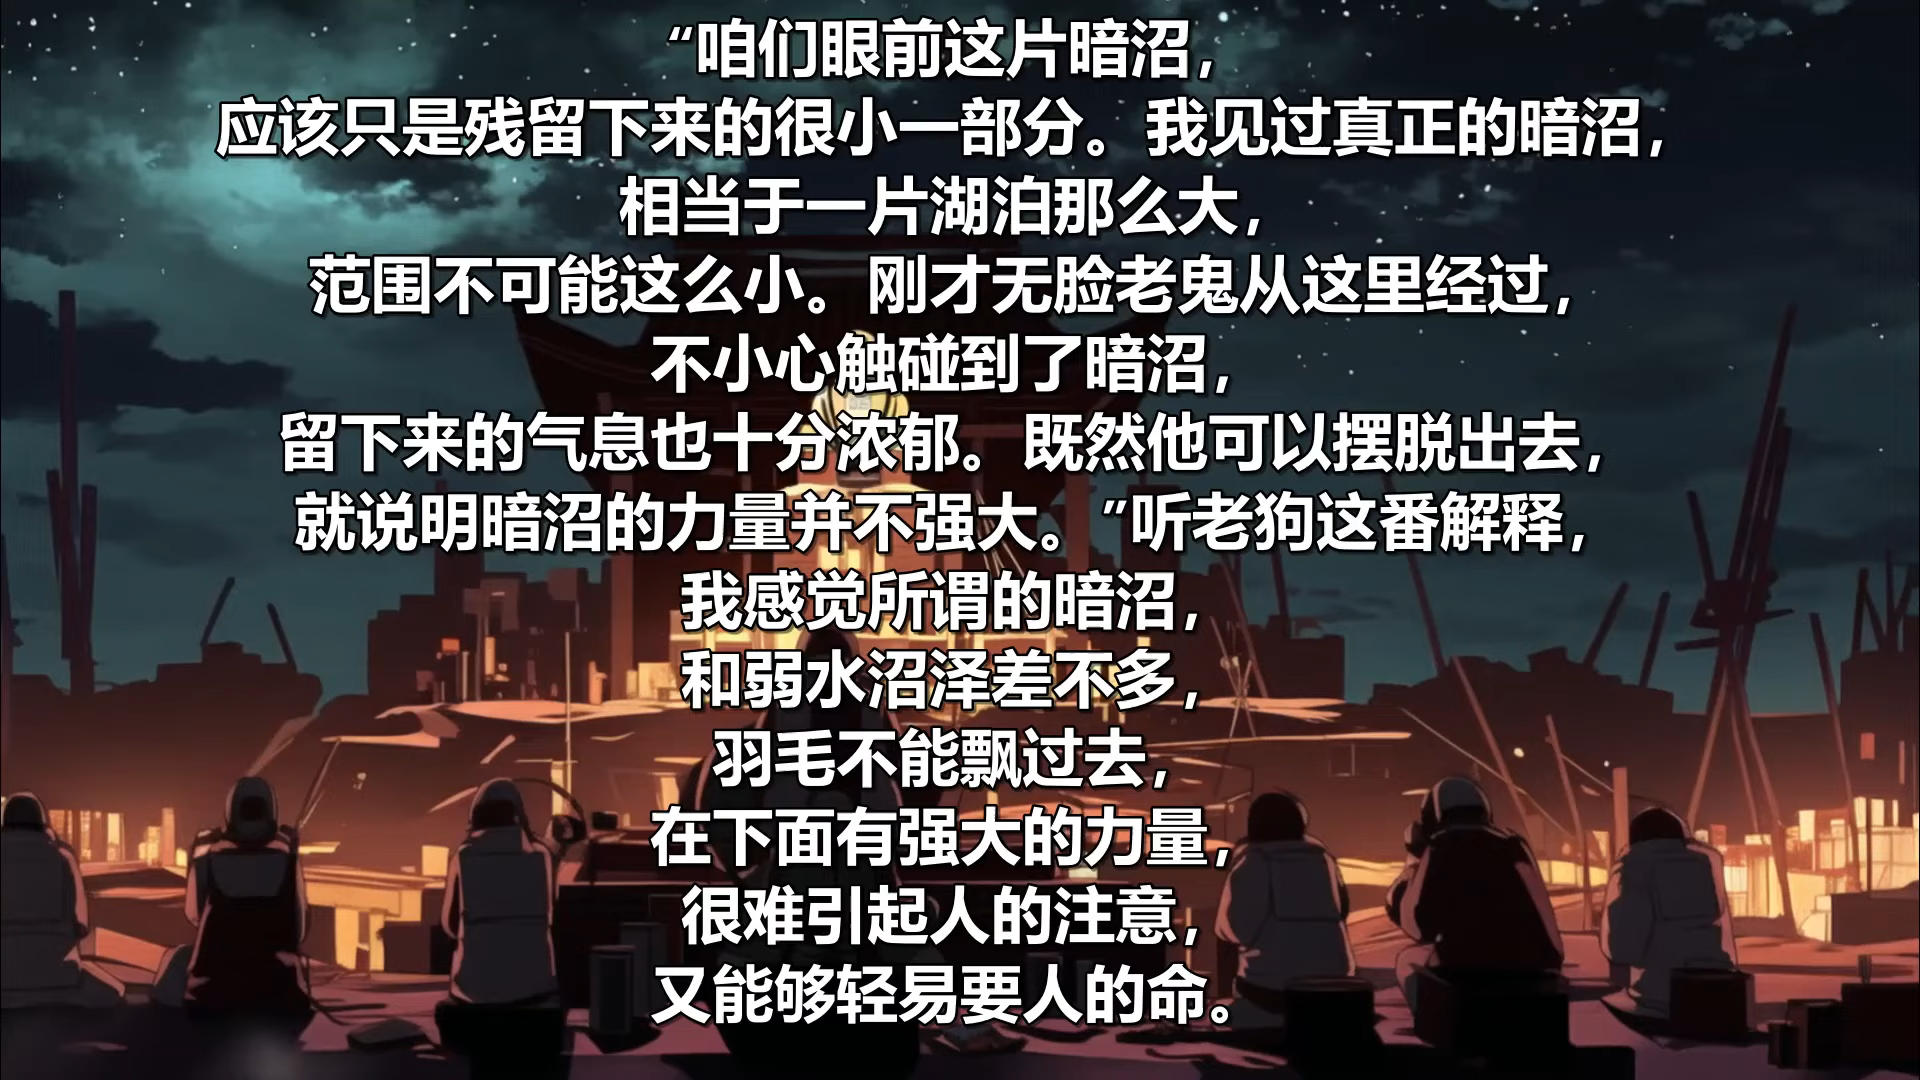 “咱们眼前这片暗沼，
应该只是残留下来的很小一部分。我见过真正的暗沼，
相当于一片湖泊那么大，
范围不可能这么小。刚才无脸老鬼从这里经过，
不小心触碰到了暗沼，
留下来的气息也十分浓郁。既然他可以摆脱出去，
就说明暗沼的力量并不强大。”听老狗这番解释，
我感觉所谓的暗沼，
和弱水沼泽差不多，
羽毛不能飘过去，
在下面有强大的力量，
很难引起人的注意，
又能够轻易要人的命。